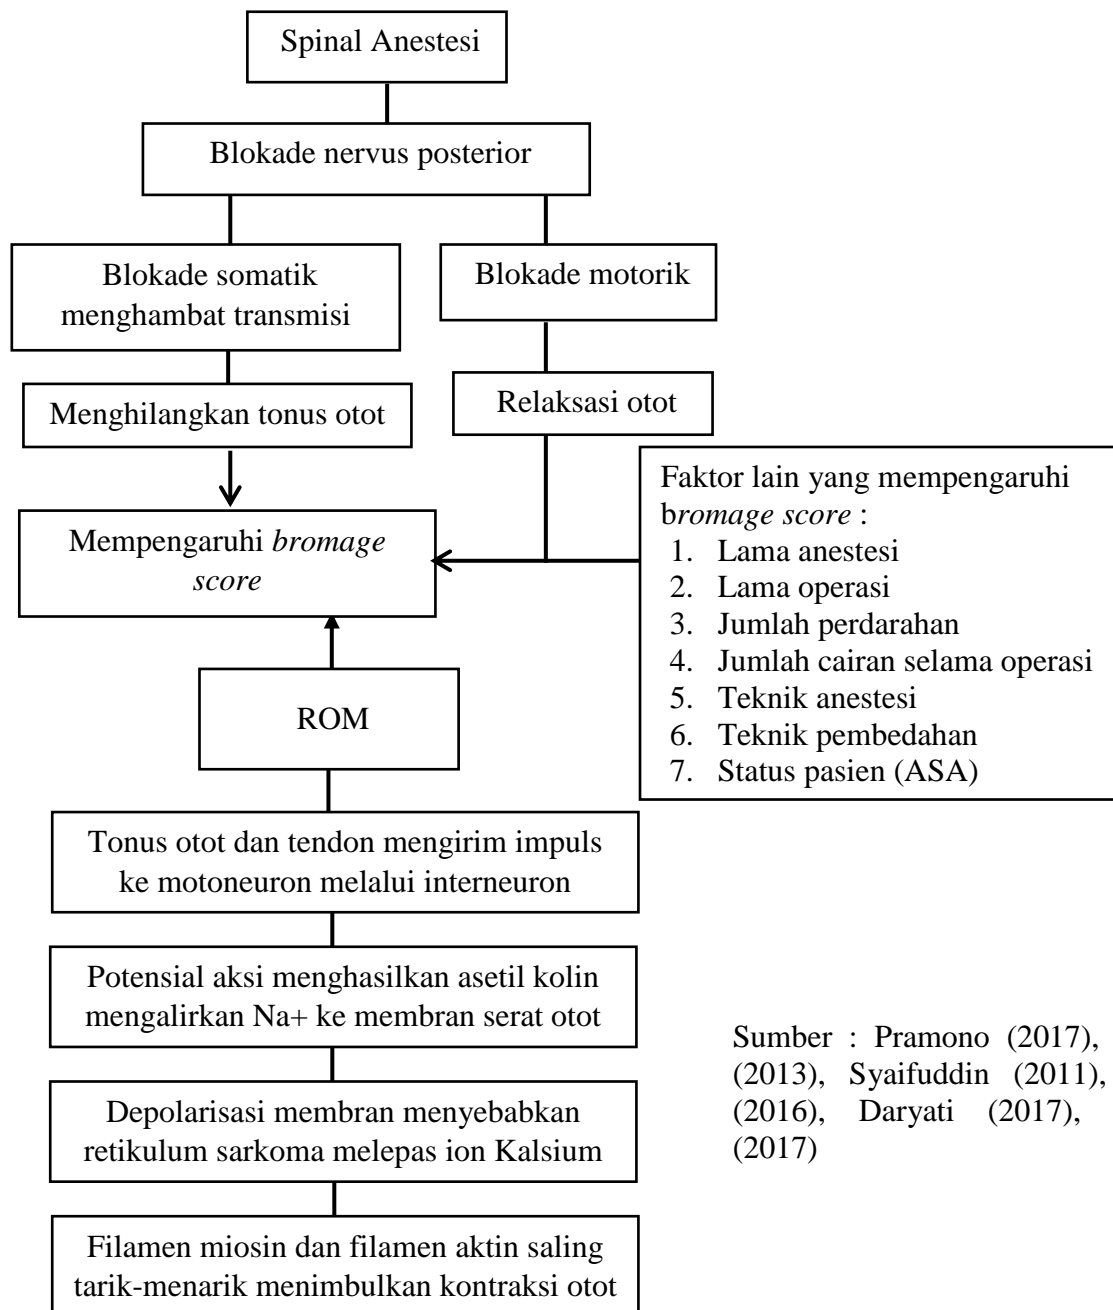 Spinal Anestesi
Blokade nervus posterior
Blokade somatik
menghambat transmisi
Blokade motorik
Menghilangkan tonus otot
Relaksasi otot
Mempengaruhi bromage
score
Faktor lain yang mempengaruhi
bromage score :
1. Lama anestesi
2. Lama operasi
3. Jumlah perdarahan
4. Jumlah cairan selama operasi
5. Teknik anestesi
6. Teknik pembedahan
7. Status pasien (ASA)
ROM
Tonus otot dan tendon mengirim impuls
ke motoneuron melalui interneuron
Potensial aksi menghasilkan asetil kolin
mengalirkan Na+ ke membran serat otot
Depolarisasi membran menyebabkan
retikulum sarkoma melepas ion Kalsium
Filamen miosin dan filamen aktin saling
tarik-menarik menimbulkan kontraksi otot
Sumber : Pramono (2017),
(2013), Syaifuddin (2011),
(2016), Daryati (2017),
(2017)